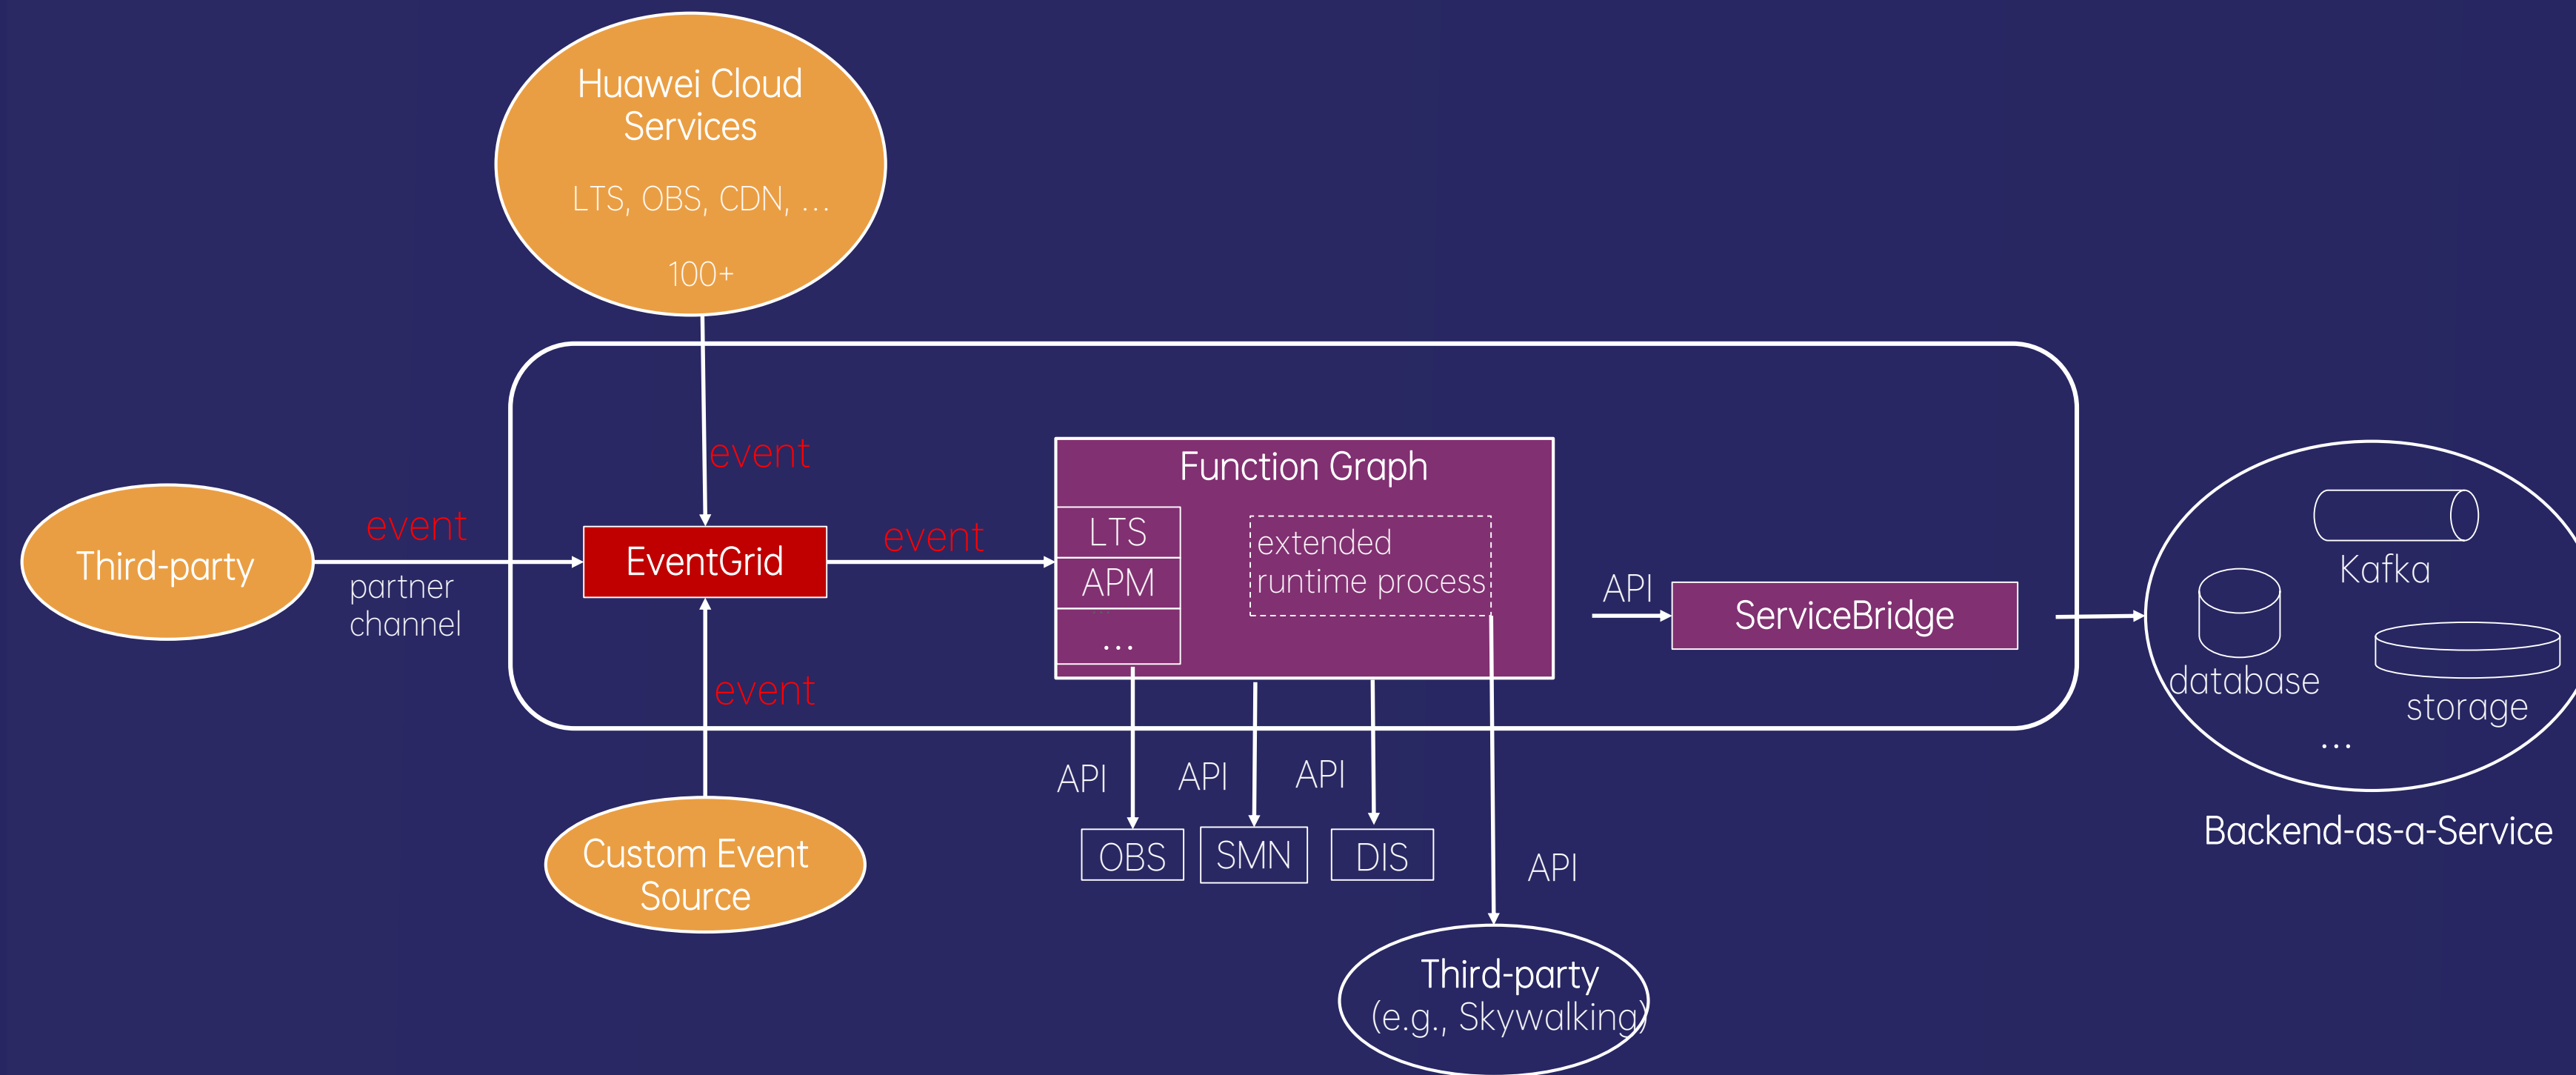 Huawei Cloud
Services
LTS, OBS, CDN, ...
100+
event
Third-party
event
partner
channel
EventGrid
event
event
Custom Event
Source
Function Graph
LTS
APM
...
extended
runtime process
API
ServiceBridge
API
API
API
OBS
SMN
DIS
API
Third-party
(e.g., Skywalking)
Kafka
database
storage
...
Backend-as-a-Service